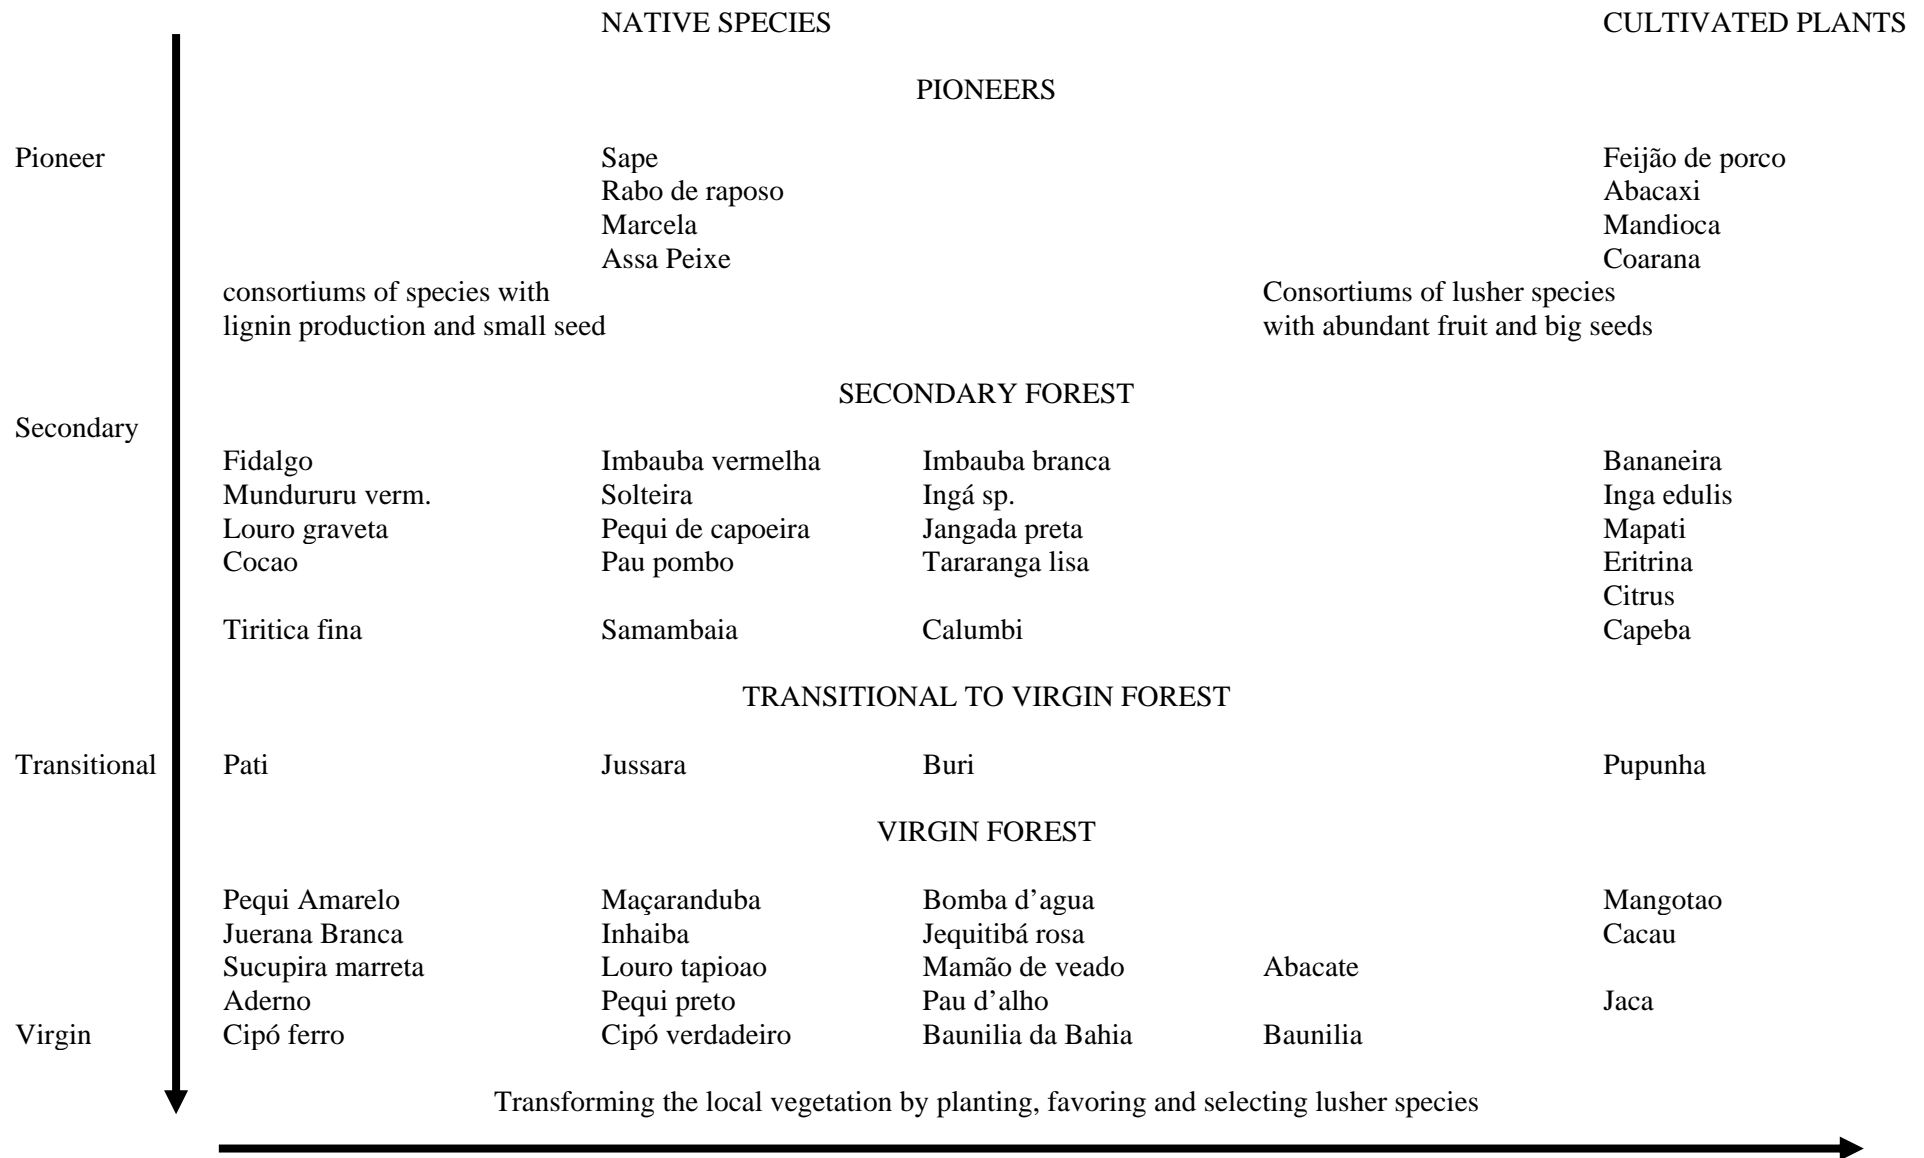 NATIVE SPECIES CULTIVATED PLANTS
PIONEERS
Pioneer Sape Feijão de porco
Rabo de raposo Abacaxi
Marcela Mandioca
Assa Peixe Coarana
consortiums of species with Consortiums of lusher species
lignin production and small seed with abundant fruit and big seeds
SECONDARY FOREST
Secondary
Fidalgo Imbauba vermelha Imbauba branca Bananeira
Mundururu verm. Solteira Ingá sp. Inga edulis
Louro graveta Pequi de capoeira Jangada preta Mapati
Cocao Pau pombo Tararanga lisa Eritrina
Citrus
Tiritica fina Samambaia Calumbi Capeba
TRANSITIONAL TO VIRGIN FOREST
Transitional Pati Jussara Buri Pupunha
VIRGIN FOREST
Pequi Amarelo Maçaranduba Bomba d’agua Mangotao
Juerana Branca Inhaiba Jequitibá rosa Cacau
Sucupira marreta Louro tapioao Mamão de veado Abacate
Aderno Pequi preto Pau d’alho Jaca
Virgin Cipó ferro Cipó verdadeiro Baunilia da Bahia Baunilia
Transforming the local vegetation by planting, favoring and selecting lusher species